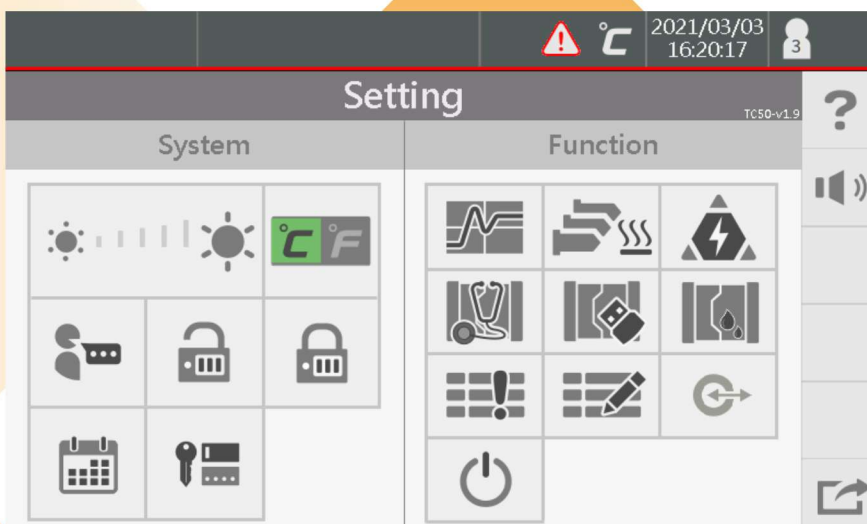 °C
2021/03/03
16:20:17
3
Setting
TC50-v1.9
?
System
Function
°C °F